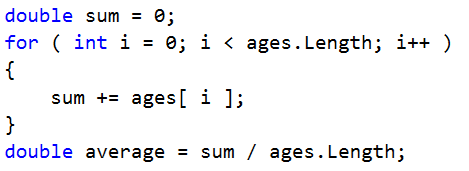 double sum = 0;
for ( int i = 0; i < ages.Length; i++ )
{
    sum += ages[ i ];
}
double average = sum / ages.Length;